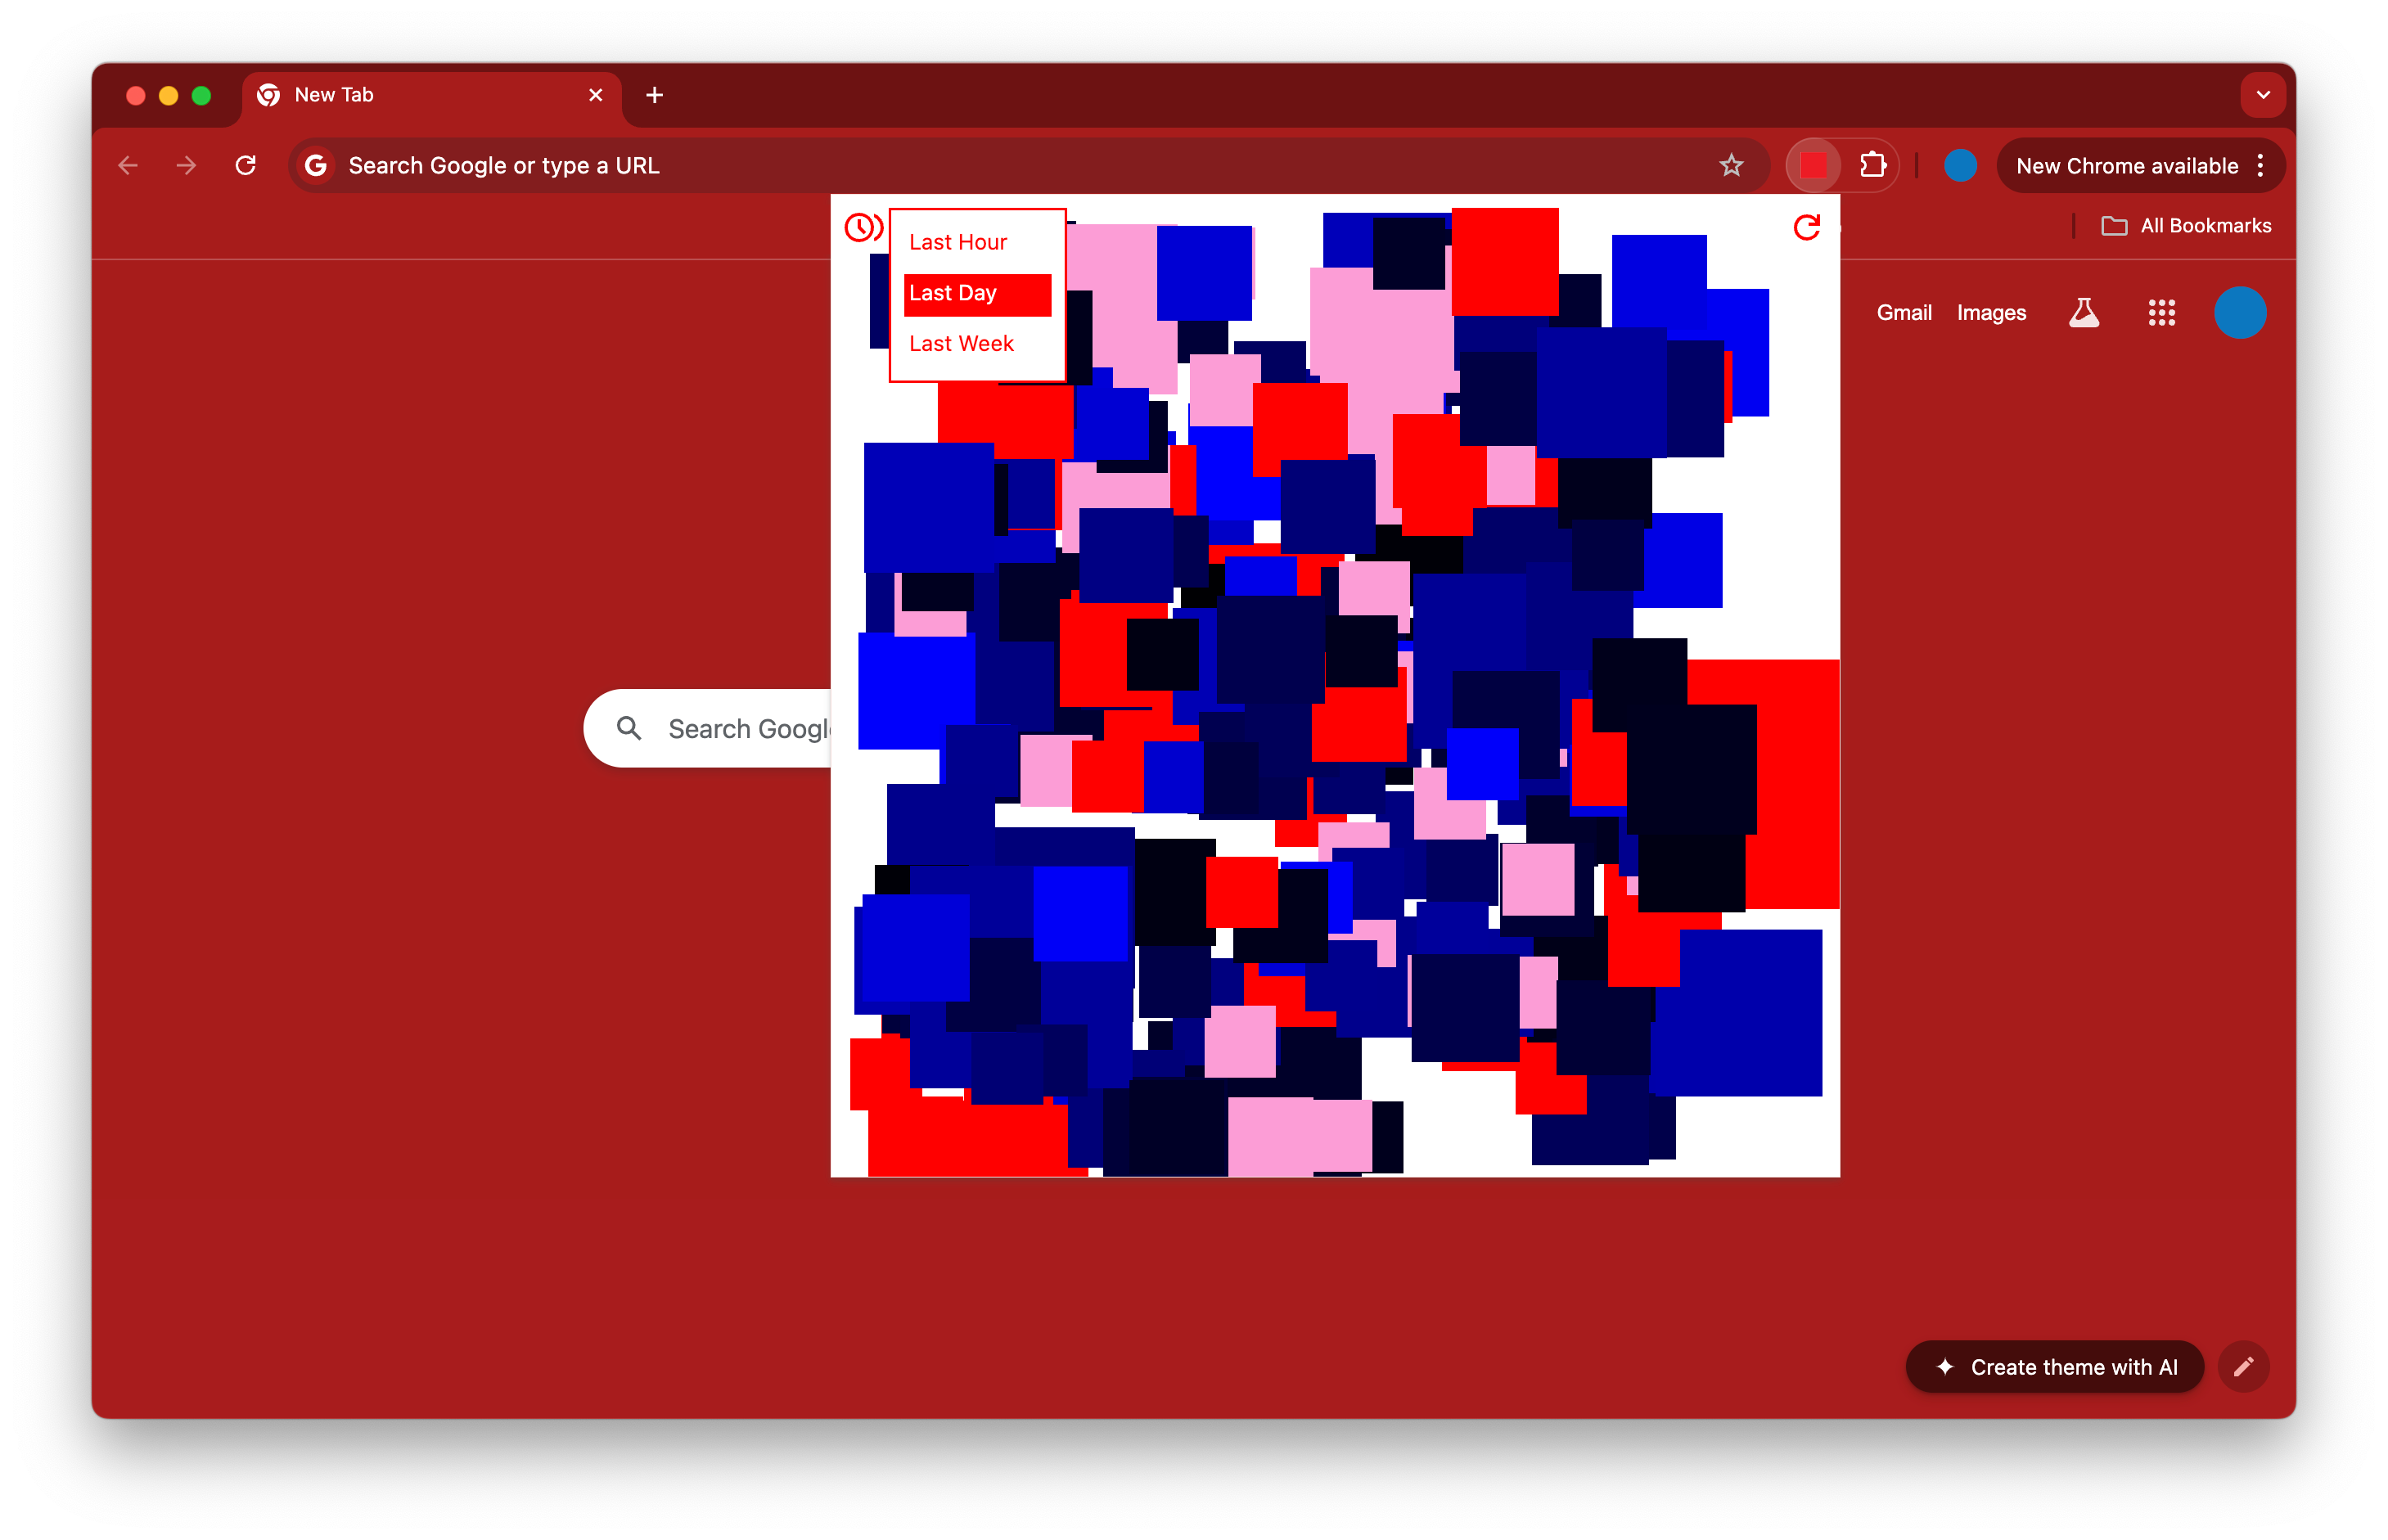 New Tab
Search Google or type a URL
New Chrome available
All Bookmarks
Last Hour
Last Day
Last Week
Gmail Images
Search Googl
Create theme with AI